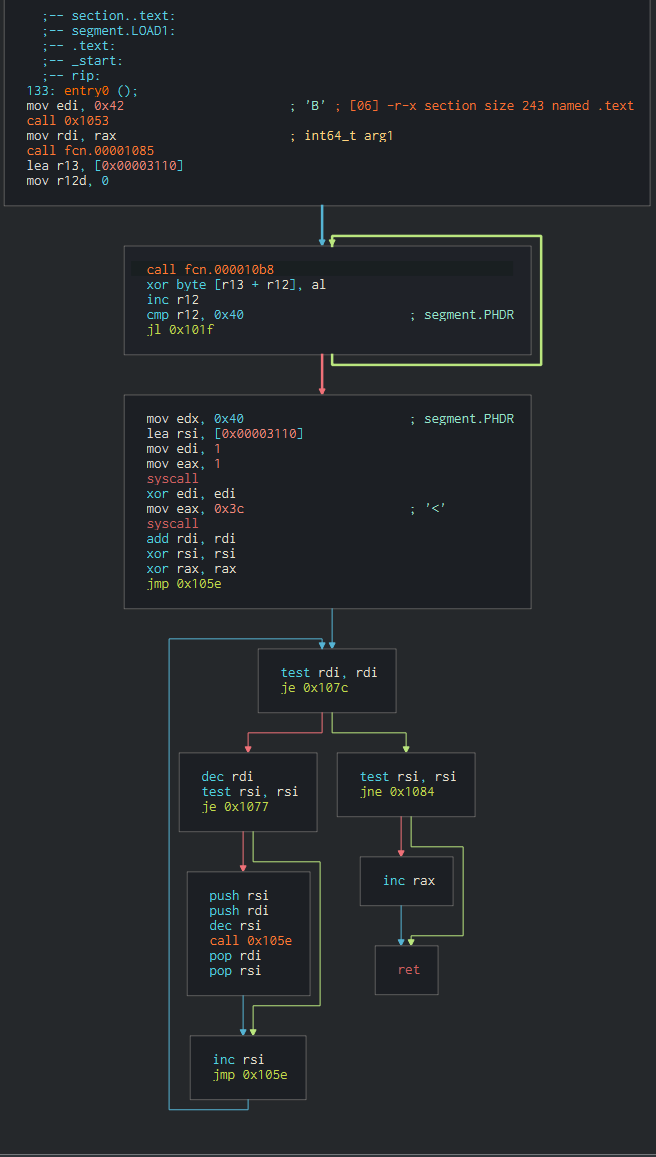 ;-- section..text:
;-- segment.LOAD1:
;-- .text:
;-- _start:
;-- rip:
133: entry0 ();
mov edi, 0x42 ; 'B' ; [06] -r-x section size 243 named .text
call 0x1053
mov rdi, rax ; int64_t arg1
call fcn.00001085
lea r13, [0x00003110]
mov r12d, 0
call fcn.000010b8
xor byte [r13 + r12], al
inc r12
cmp r12, 0x40 ; segment.PHDR
jl 0x101f
mov edx, 0x40 ; segment.PHDR
lea rsi, [0x00003110]
mov edi, 1
mov eax, 1
syscall
xor edi, edi
mov eax, 0x3c ; '<'
syscall
add rdi, rdi
xor rsi, rsi
xor rax, rax
jmp 0x105e
test rdi, rdi
je 0x107c
dec rdi
test rsi, rsi
je 0x1077
test rsi, rsi
jne 0x1084
push rsi
push rdi
dec rsi
call 0x105e
pop rdi
pop rsi
inc rax
ret
inc rsi
jmp 0x105e